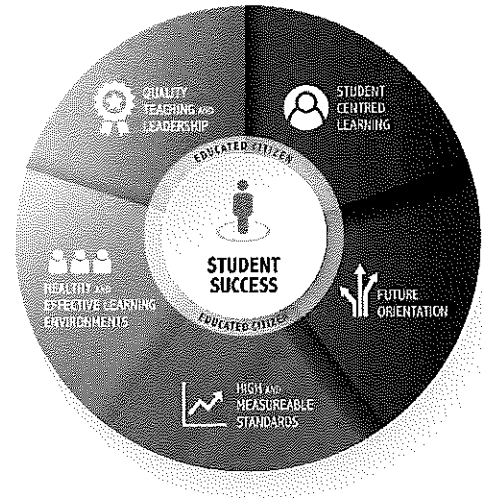 QUALITY
TEACHING AND
LEADERSHIP
STUDENT
CENTRED
LEARNING
EDUCATED CITIZEN
STUDENT
SUCCESS
EDUCATED CITIZEN
HEALTHY AND
EFFECTIVE LEARNING
ENVIRONMENTS
FUTURE
ORIENTATION
HIGH AND
MEASUREABLE
STANDARDS